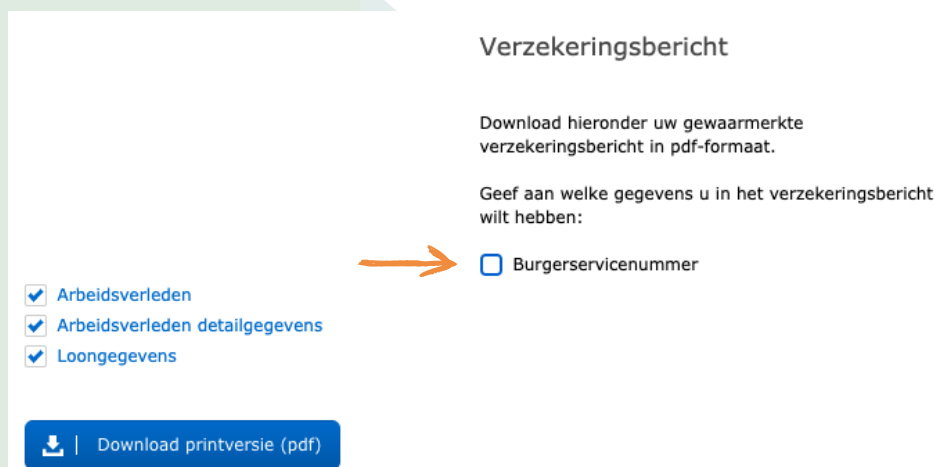 Verzekeringsbericht
Download hieronder uw gewaarmerkte
verzekeringsbericht in pdf-formaat.
Geef aan welke gegevens u in het verzekeringsbericht
wilt hebben:
Burgerservicenummer
Arbeidsverleden
Arbeidsverleden detailgegevens
Loongegevens
Download printversie (pdf)